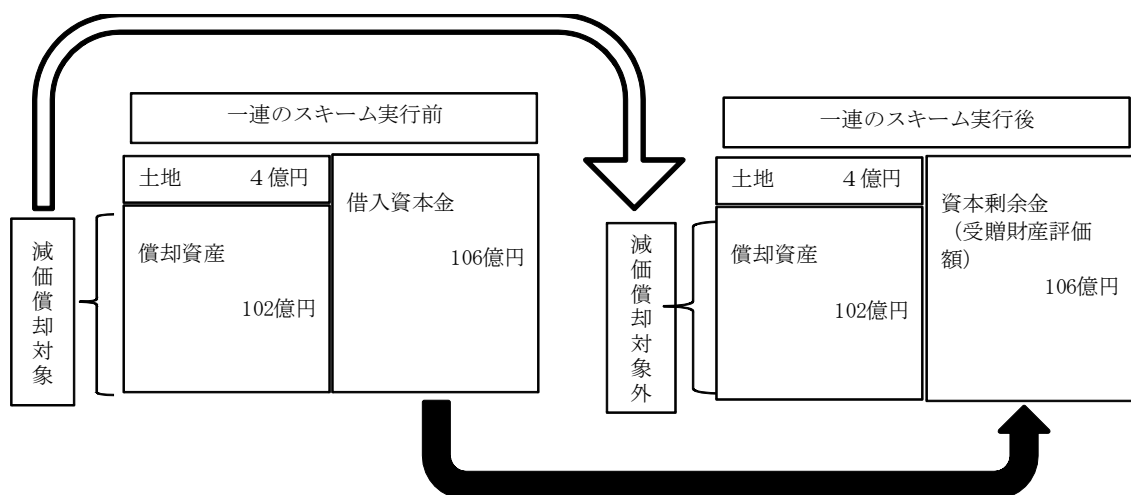 一連のスキーム実行前
土地　　４億円
償却資産
102億円
借入資本金
106億円
減価償却対象
一連のスキーム実行後
土地　　４億円
償却資産
102億円
資本剰余金
（受贈財産評価
額）
106億円
減価償却対象外